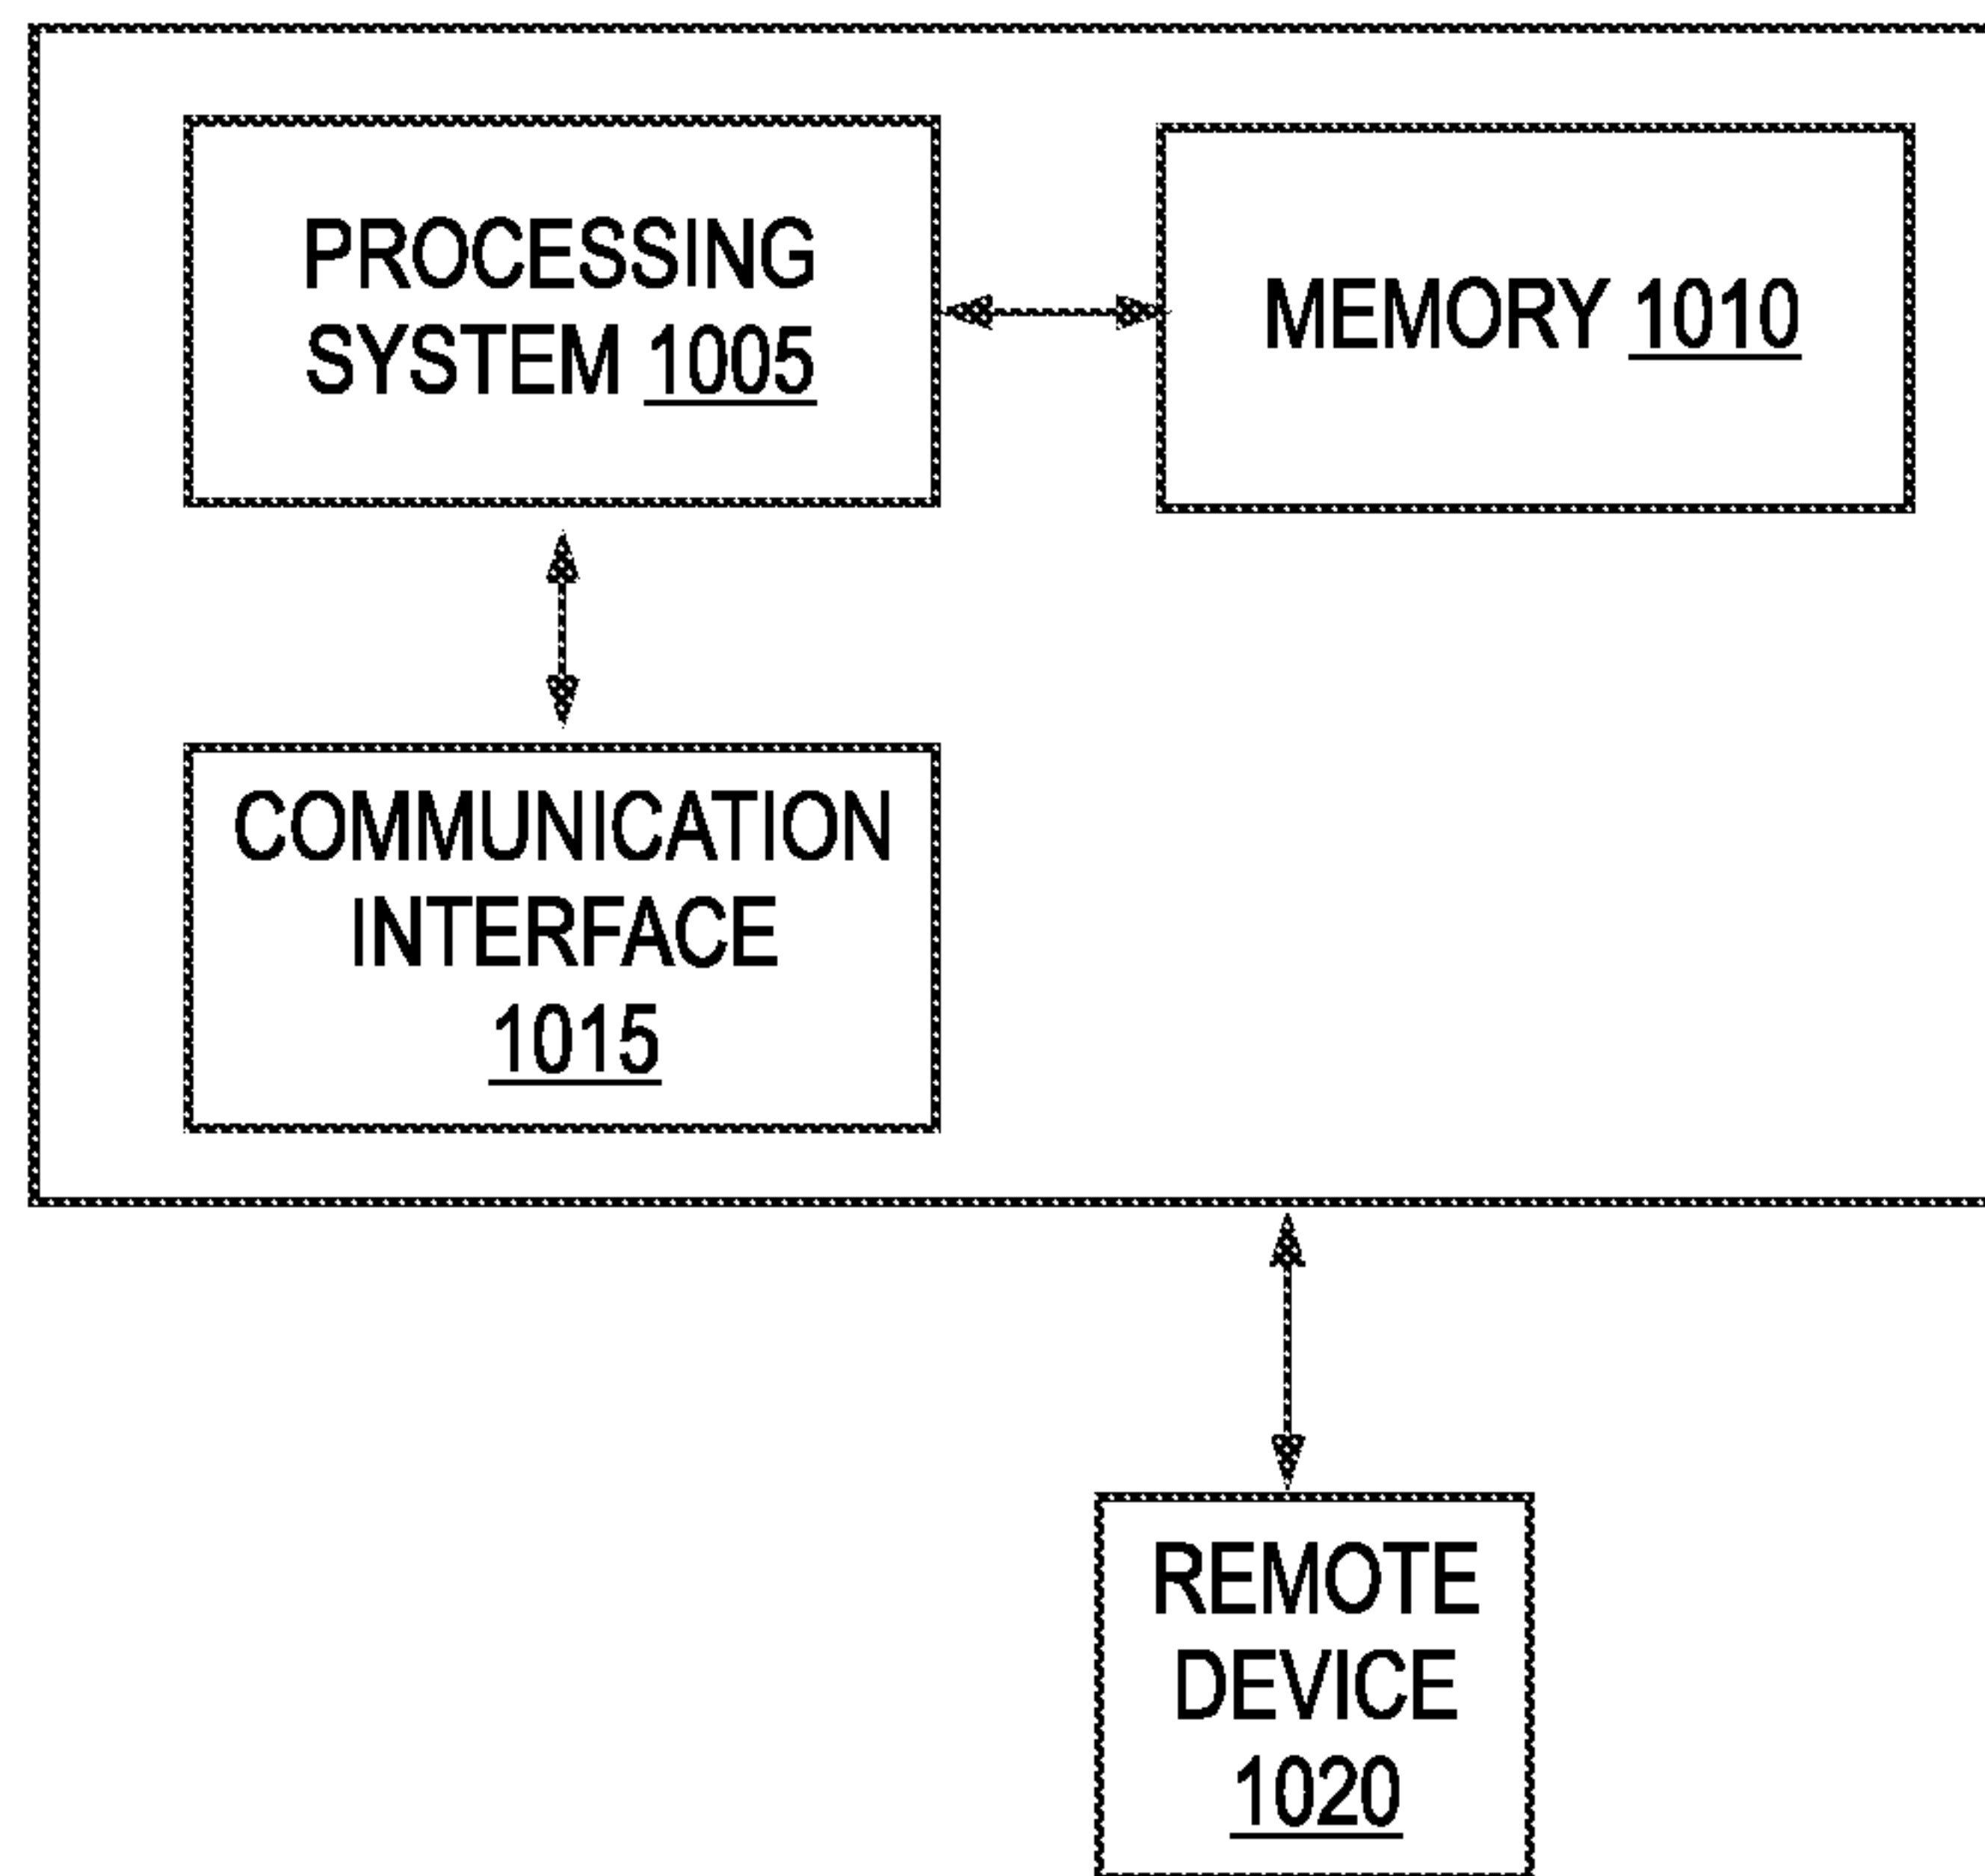 PROCESSING
SYSTEM 1005
MEMORY 1010
COMMUNICATION
INTERFACE
1015
REMOTE
DEVICE
1020